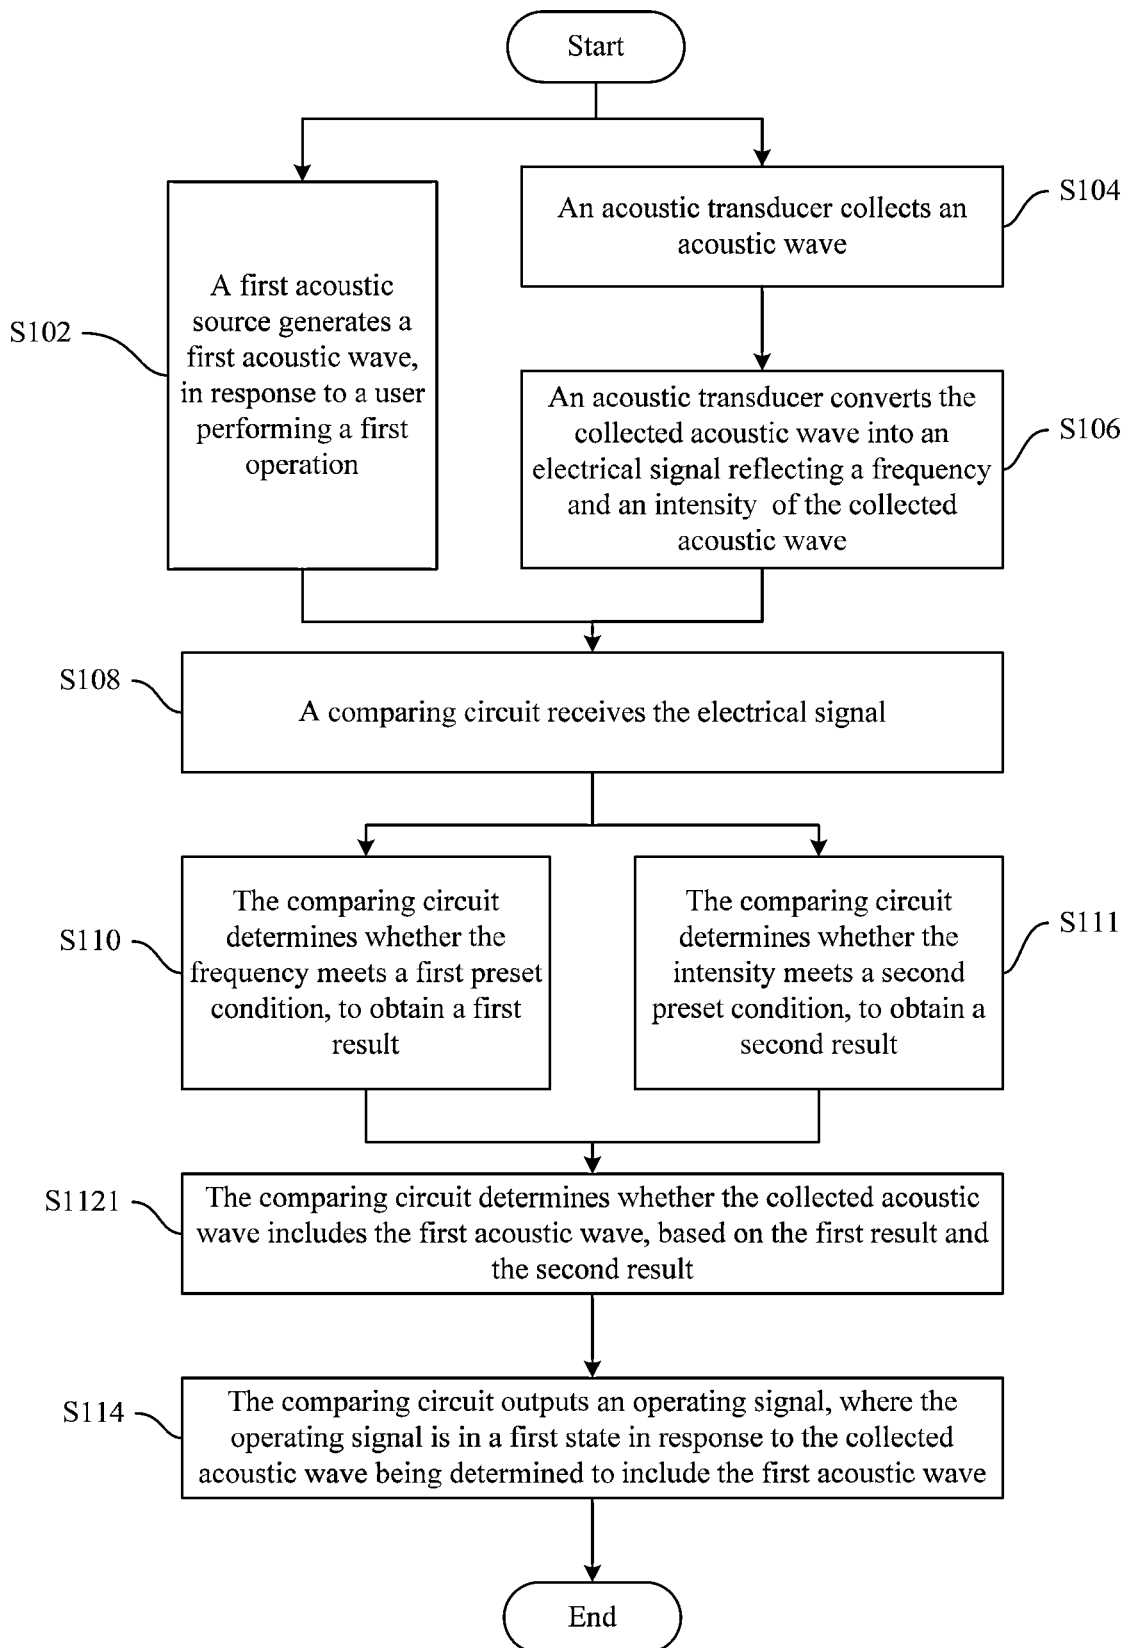 Start
S104
An acoustic transducer collects an
acoustic wave
S102
A first acoustic
source generates a
first acoustic wave,
in response to a user
performing a first
operation
S106
An acoustic transducer converts the
collected acoustic wave into an
electrical signal reflecting a frequency
and an intensity of the collected
acoustic wave
S108
A comparing circuit receives the electrical signal
S110
The comparing circuit
determines whether the
frequency meets a first preset
condition, to obtain a first
result
S111
The comparing circuit
determines whether the
intensity meets a second
preset condition, to obtain a
second result
S1121
The comparing circuit determines whether the collected acoustic
wave includes the first acoustic wave, based on the first result and
the second result
S114
The comparing circuit outputs an operating signal, where the
operating signal is in a first state in response to the collected
acoustic wave being determined to include the first acoustic wave
End